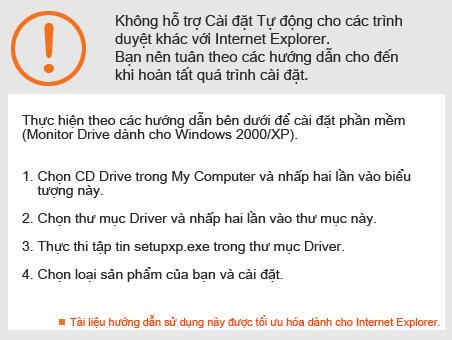 Không hỗ trợ Cài đặt Tự động cho các trình
duyệt khác với Internet Explorer.
Bạn nên tuân theo các hướng dẫn cho đến
khi hoàn tất quá trình cài đặt.
Thực hiện theo các hướng dẫn bên dưới để cài đặt phần mềm
(Monitor Drive dành cho Windows 2000/XP).
1. Chọn CD Drive trong My Computer và nhấp hai lần vào biểu
tượng này.
2. Chọn thư mục Driver và nhấp hai lần vào thư mục này.
3. Thực thi tập tin setupxp.exe trong thư mục Driver.
4. Chọn loại sản phẩm của bạn và cài đặt.
Tài liệu hướng dẫn sử dụng này được tối ưu hóa dành cho Internet Explorer.